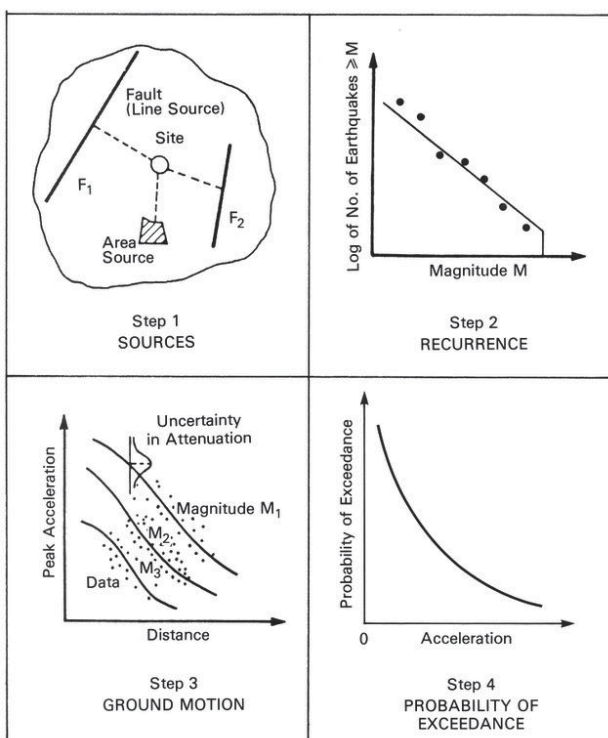 Fault
(Line Source)
Site
F1
F2
Area
Source
Step 1
SOURCES
Log of No. of Earthquakes ⩾ M
Magnitude M
Step 2
RECURRENCE
Uncertainty
in Attenuation
Magnitude M1
M2
M3
Data
Peak Acceleration
Distance
Step 3
GROUND MOTION
Probability of Exceedance
0
Acceleration
Step 4
PROBABILITY OF
EXCEEDANCE